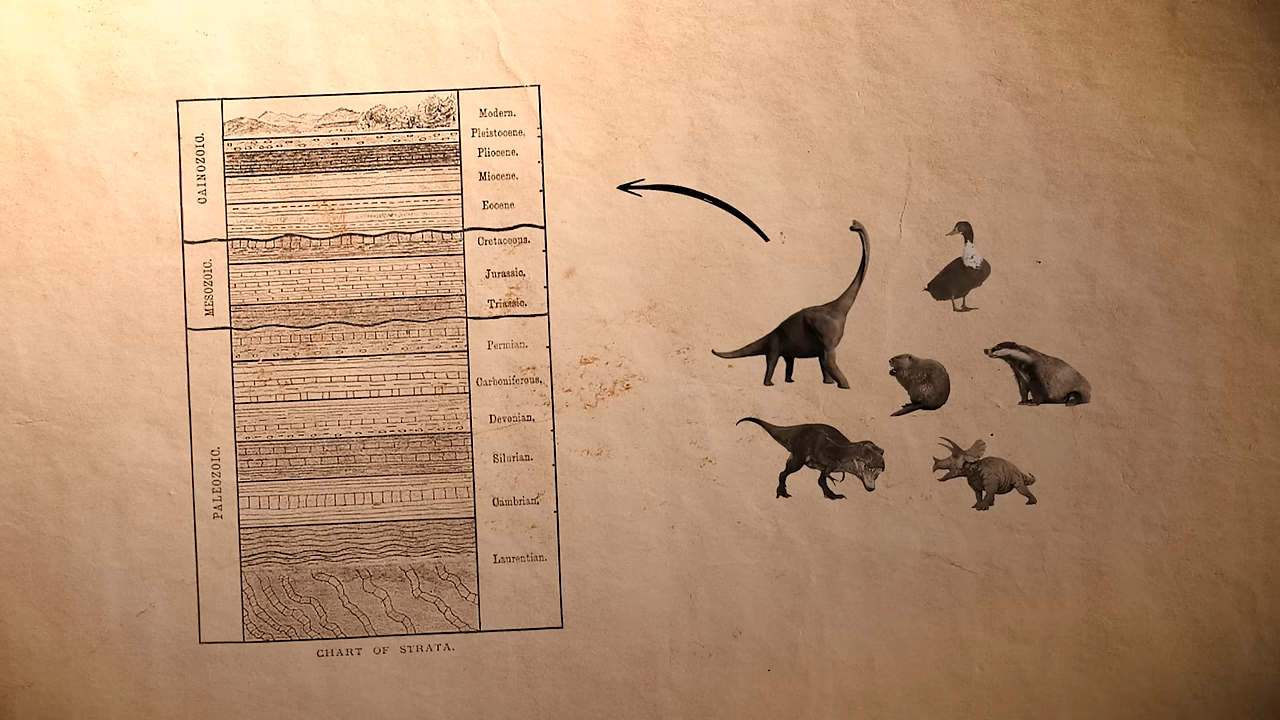 CAINOZOIC.
Modern.
Pleistocene.
Pliocene.
Miocene.
Eocene
MESOZOIC.
Cretaceous.
Jurassic.
Triassic.
PALEOZOIC.
Permian.
Carboniferous.
Devonian.
Silurian.
Cambrian.
Laurentian.
CHART OF STRATA.